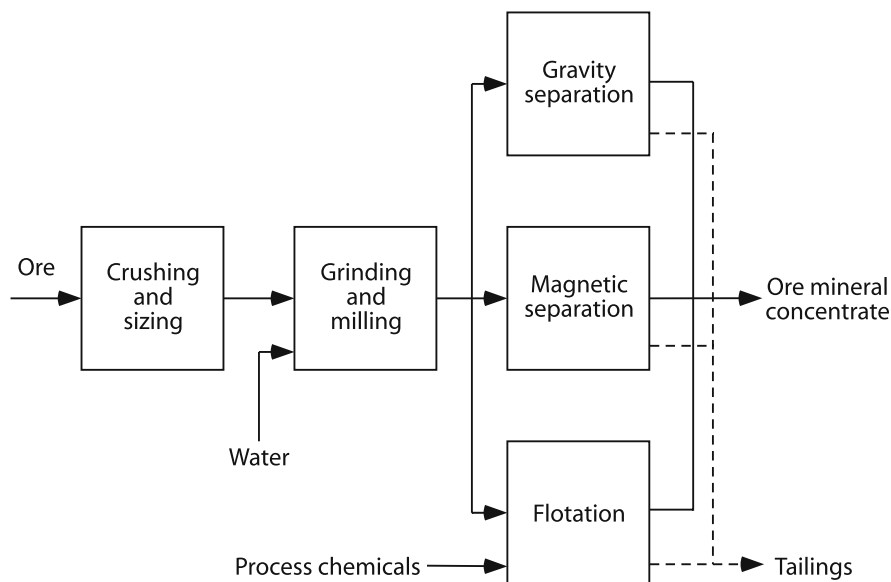 Gravity
separation
Ore
Crushing
and
sizing
Grinding
and
milling
Magnetic
separation
Ore mineral
concentrate
Water
Flotation
Process chemicals
Tailings